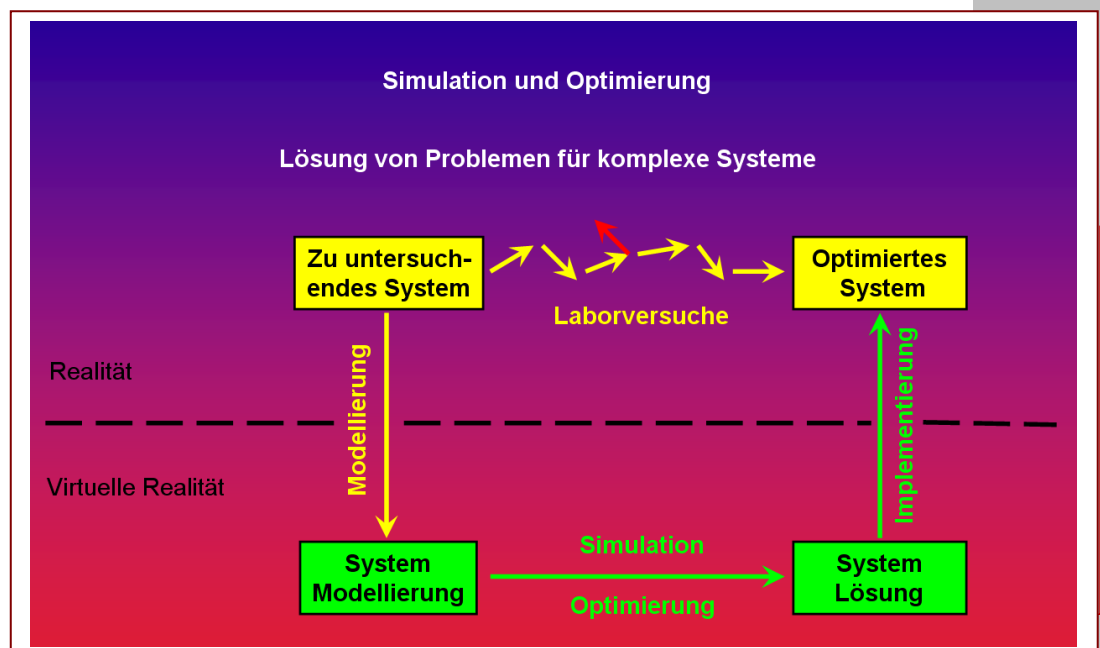 Simulation und Optimierung
Lösung von Problemen für komplexe Systeme
Zu untersuch-
endes System
Optimiertes
System
Laborversuche
Realität
Modellierung
Implementierung
Virtuelle Realität
System
Modellierung
Simulation
Optimierung
System
Lösung